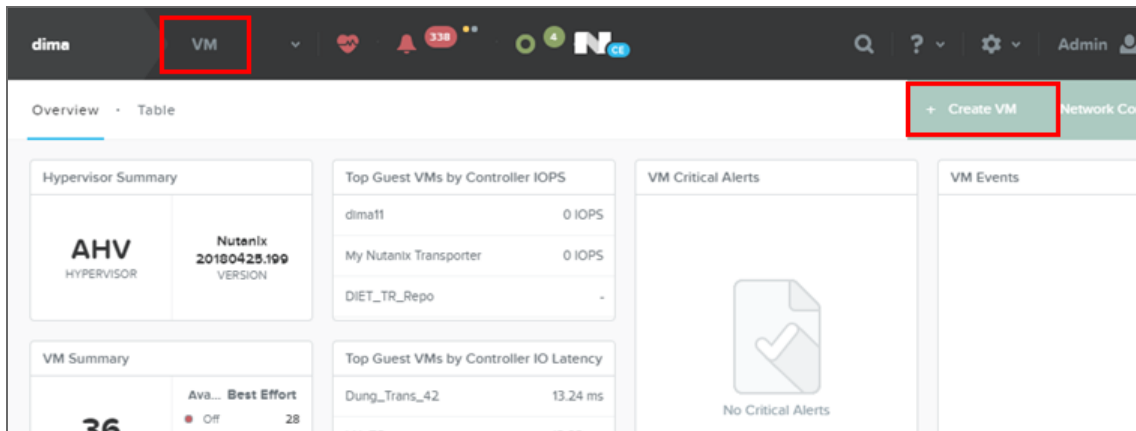 dima
VM
338
4
N CE
?
Admin
Overview · Table
+ Create VM
Network Co
Hypervisor Summary
AHV
HYPERVISOR
Nutanix
20180425.199
VERSION
Top Guest VMs by Controller IOPS
dima11 0 IOPS
My Nutanix Transporter 0 IOPS
DIET_TR_Repo -
VM Critical Alerts
No Critical Alerts
VM Events
VM Summary
36
Ava... Best Effort
Off 28
Top Guest VMs by Controller IO Latency
Dung_Trans_42 13.24 ms